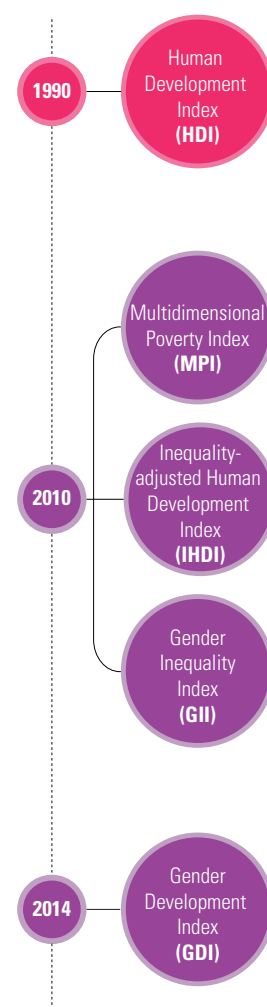 1990
Human
Development
Index
(HDI)
Multidimensional
Poverty Index
(MPI)
2010
Inequality-
adjusted Human
Development
Index
(IHDI)
Gender
Inequality
Index
(GII)
2014
Gender
Development
Index
(GDI)